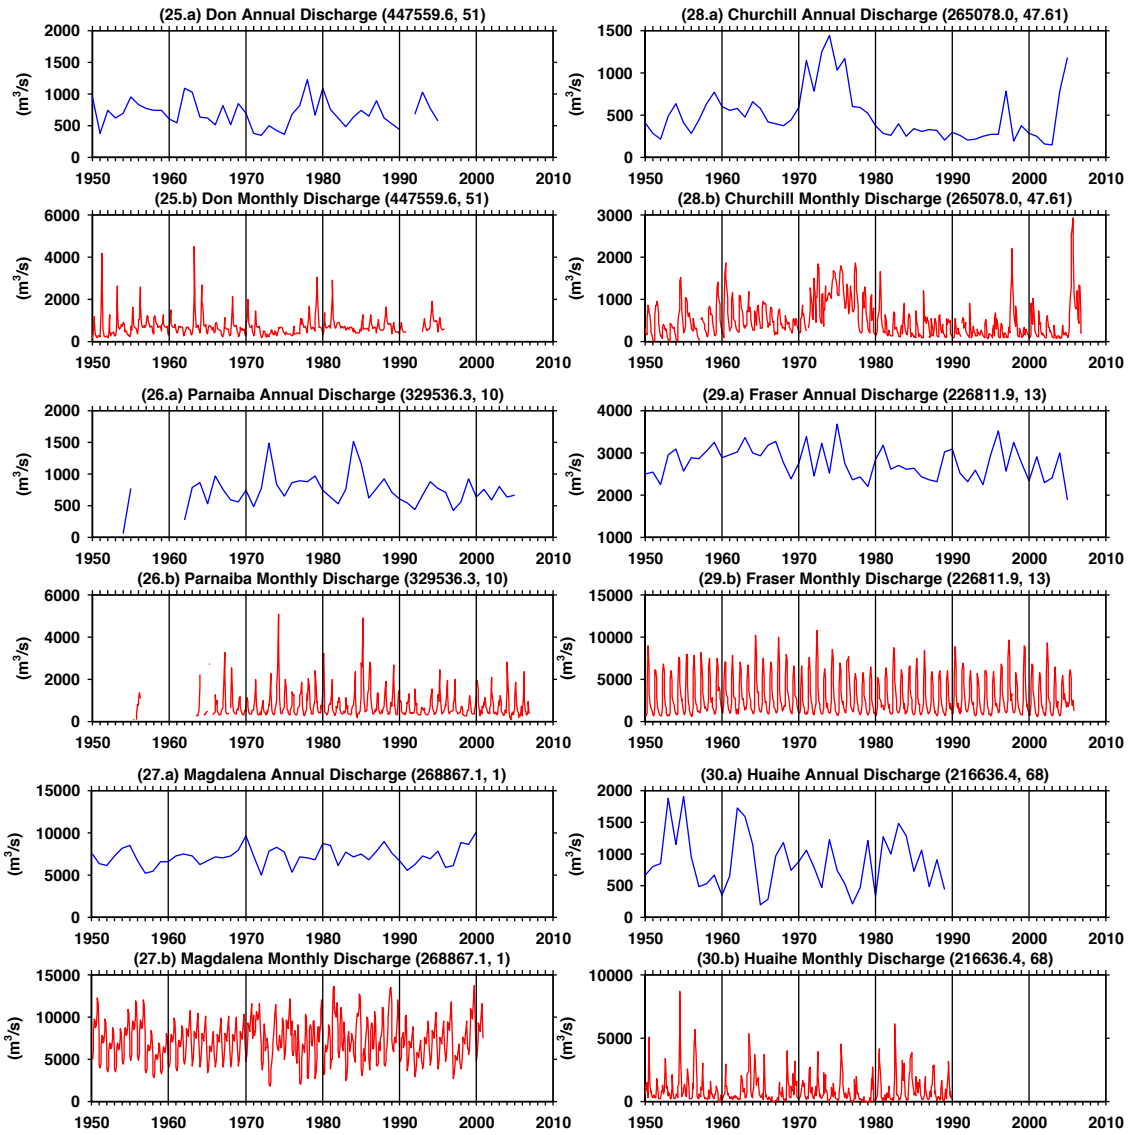 (25.a) Don Annual Discharge (447559.6, 51)
2000
1500
1000
500
0
(m³/s)
1950 1960 1970 1980 1990 2000 2010
(25.b) Don Monthly Discharge (447559.6, 51)
6000
4000
2000
0
(m³/s)
1950 1960 1970 1980 1990 2000 2010
(26.a) Parnaiba Annual Discharge (329536.3, 10)
2000
1500
1000
500
0
(m³/s)
1950 1960 1970 1980 1990 2000 2010
(26.b) Parnaiba Monthly Discharge (329536.3, 10)
6000
4000
2000
0
(m³/s)
1950 1960 1970 1980 1990 2000 2010
(27.a) Magdalena Annual Discharge (268867.1, 1)
15000
10000
5000
0
(m³/s)
1950 1960 1970 1980 1990 2000 2010
(27.b) Magdalena Monthly Discharge (268867.1, 1)
15000
10000
5000
0
(m³/s)
1950 1960 1970 1980 1990 2000 2010
(28.a) Churchill Annual Discharge (265078.0, 47.61)
1500
1000
500
0
(m³/s)
1950 1960 1970 1980 1990 2000 2010
(28.b) Churchill Monthly Discharge (265078.0, 47.61)
3000
2000
1000
0
(m³/s)
1950 1960 1970 1980 1990 2000 2010
(29.a) Fraser Annual Discharge (226811.9, 13)
4000
3000
2000
1000
(m³/s)
1950 1960 1970 1980 1990 2000 2010
(29.b) Fraser Monthly Discharge (226811.9, 13)
15000
10000
5000
0
(m³/s)
1950 1960 1970 1980 1990 2000 2010
(30.a) Huaihe Annual Discharge (216636.4, 68)
2000
1500
1000
500
0
(m³/s)
1950 1960 1970 1980 1990 2000 2010
(30.b) Huaihe Monthly Discharge (216636.4, 68)
10000
5000
0
(m³/s)
1950 1960 1970 1980 1990 2000 2010